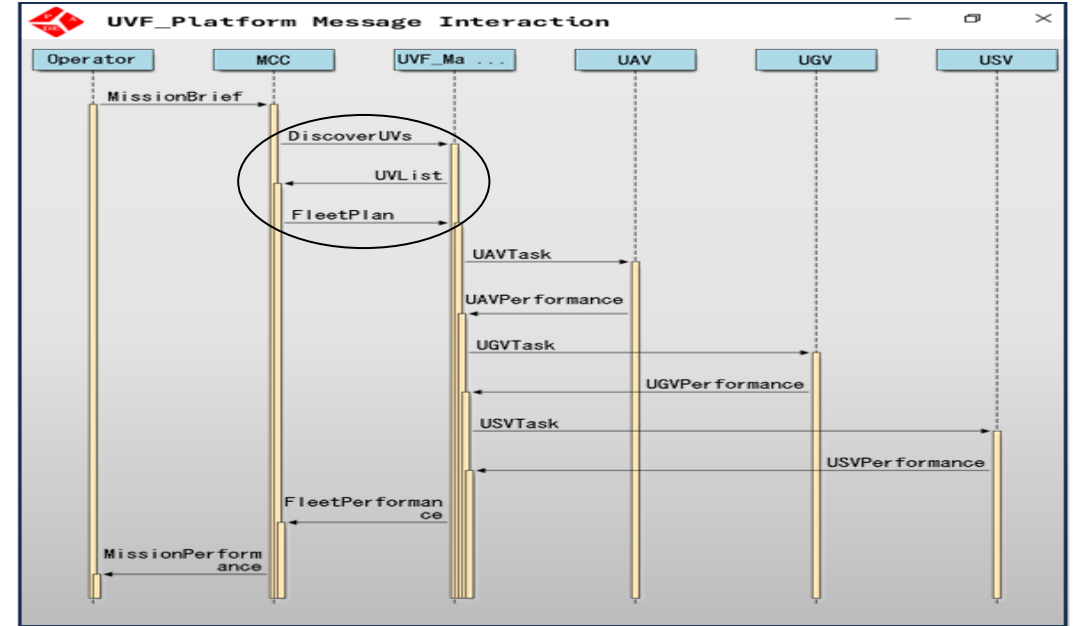 UVF_Platform Message Interaction
Operator MCC UVF_Ma ... UAV UGV USV
MissionBrief
DiscoverUVs
UVList
FleetPlan
UAVTask
UAVPerformance
UGVTask
UGVPerformance
USVTask
USVPerformance
FleetPerforman
ce
MissionPerform
ance